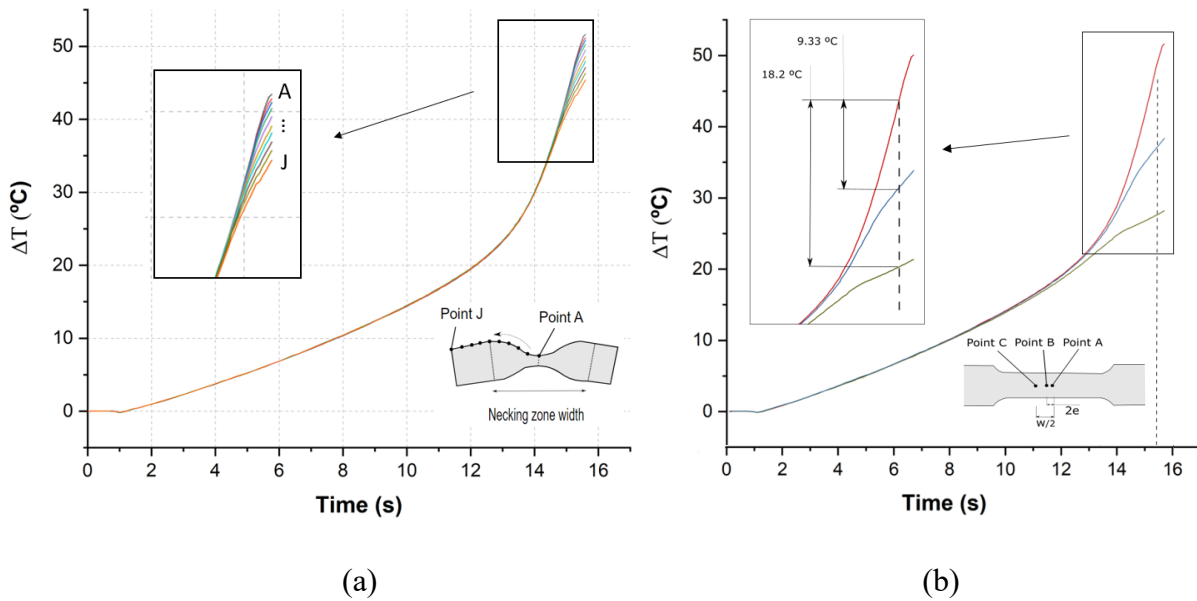 50
40
30
20
10
0
ΔT (ºC)
A
...
J
Point J
Point A
Necking zone width
0
2
4
6
8
10
12
14
16
Time (s)
(a)
50
40
30
20
10
0
ΔT (ºC)
9.33 ºC
18.2 ºC
Point C
Point B
Point A
W/2
2e
0
2
4
6
8
10
12
14
16
Time (s)
(b)